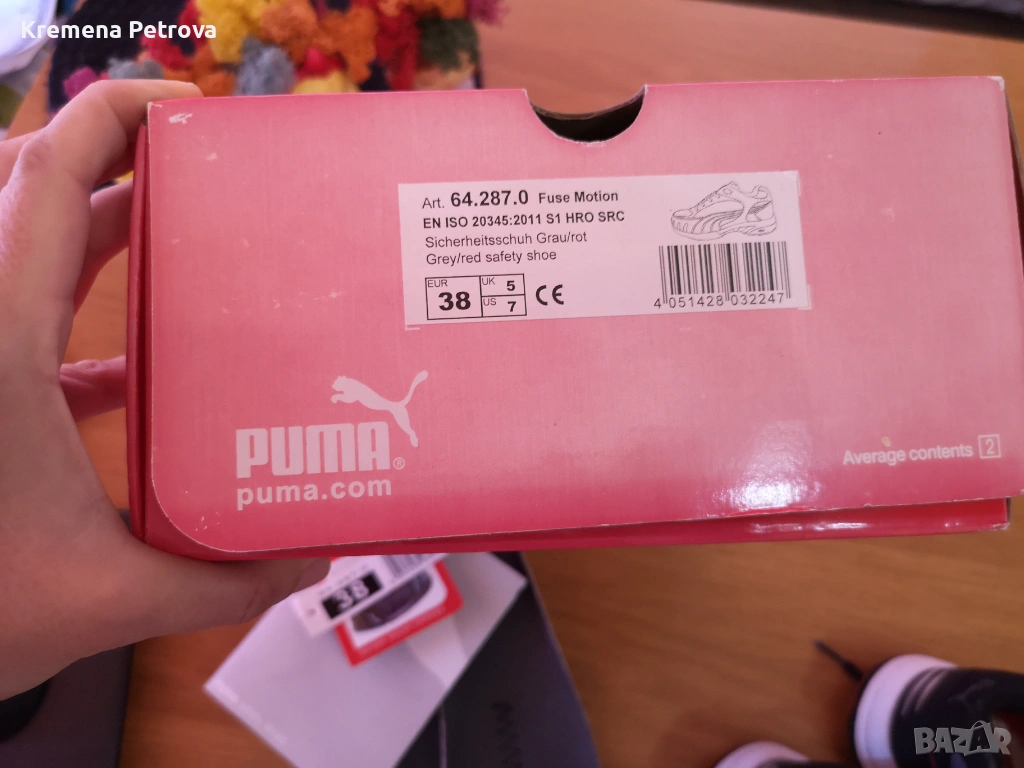 Kremena Petrova
Art. 64.287.0 Fuse Motion
EN ISO 20345:2011 S1 HRO SRC
Sicherheitsschuh Grau/rot
Grey/red safety shoe
EUR 38 UK 5 US 7 CE
4 051428 032247
PUMA®
puma.com
Average contents 2
38
BAZAR